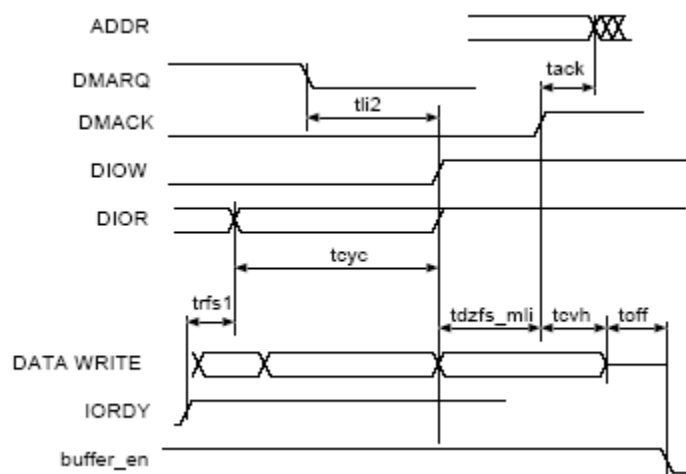 ADDR
tack
DMARQ
tli2
DMACK
DIOW
DIOR
tcyc
trfs1
tdzfs_mli tcvh toff
DATA WRITE
IORDY
buffer_en